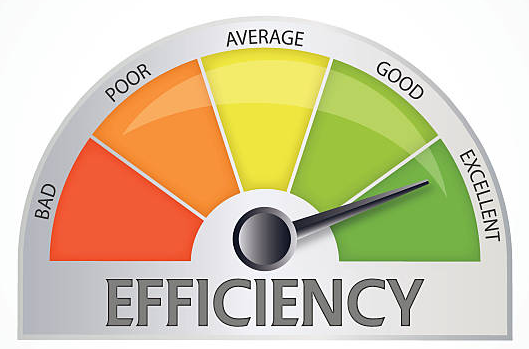 BAD
POOR
AVERAGE
GOOD
EXCELLENT
EFFICIENCY